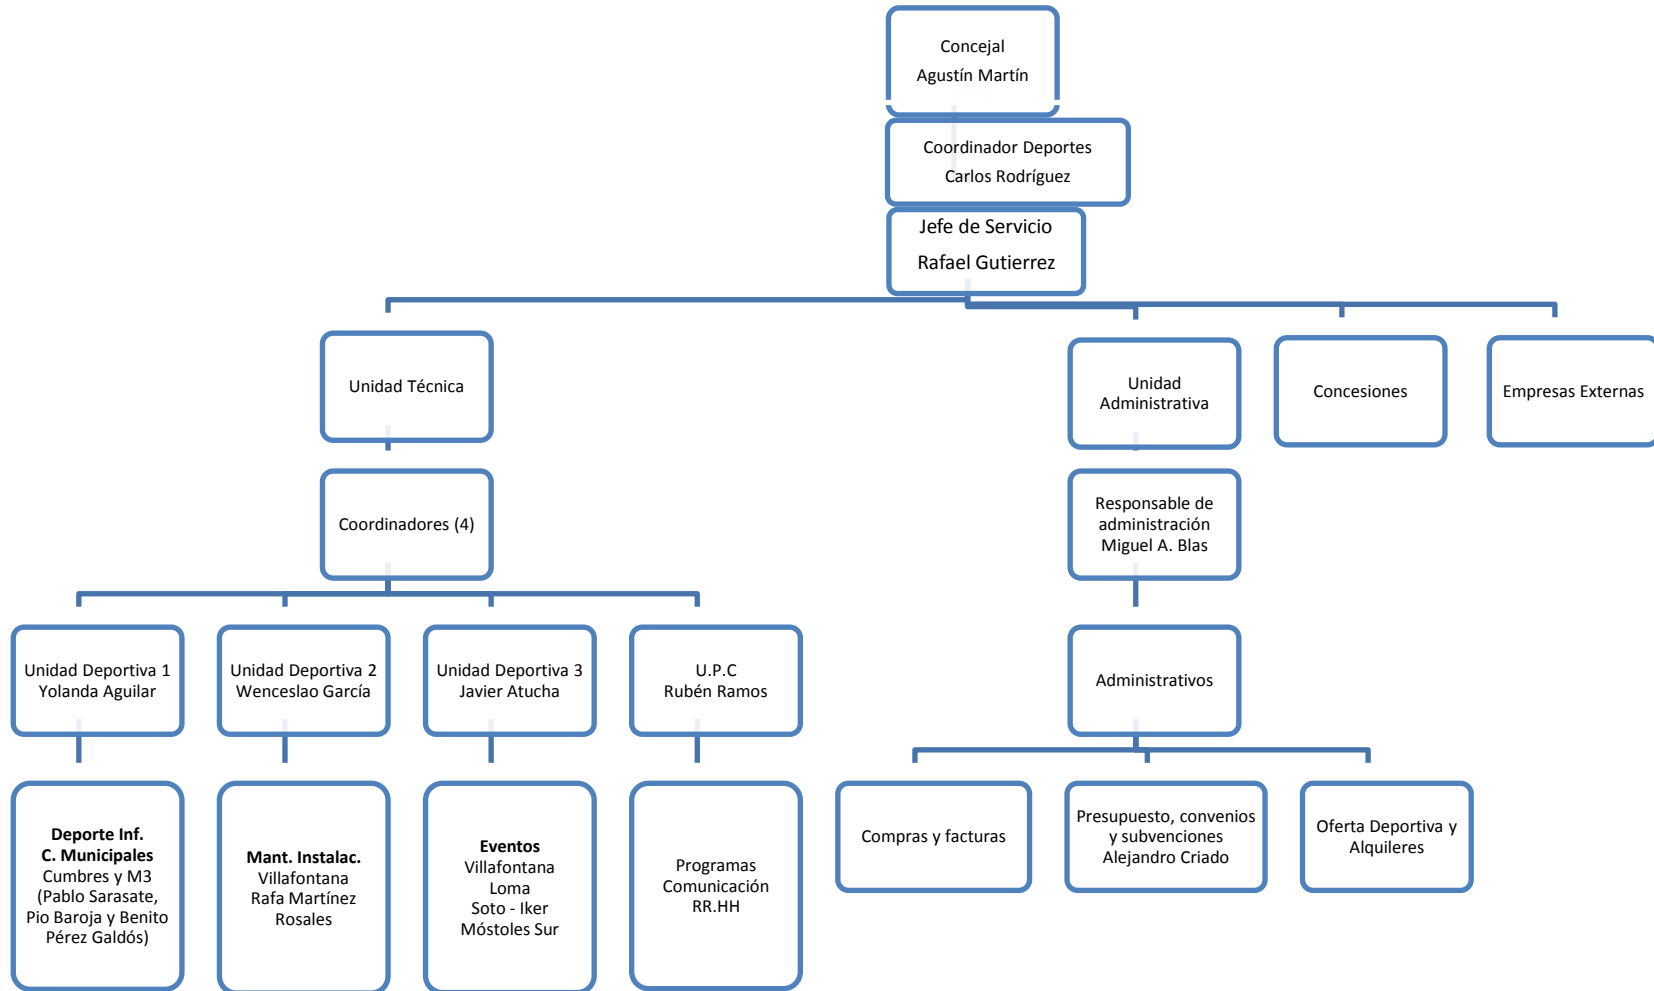 Concejal
Agustín Martín
Coordinador Deportes
Carlos Rodríguez
Jefe de Servicio
Rafael Gutierrez
Unidad Técnica
Unidad
Administrativa
Concesiones
Empresas Externas
Coordinadores (4)
Responsable de
administración
Miguel A. Blas
Unidad Deportiva 1
Yolanda Aguilar
Unidad Deportiva 2
Wenceslao García
Unidad Deportiva 3
Javier Atucha
U.P.C
Rubén Ramos
Administrativos
Deporte Inf.
C. Municipales
Cumbres y M3
(Pablo Sarasate,
Pio Baroja y Benito
Pérez Galdós)
Mant. Instalac.
Villafontana
Rafa Martínez
Rosales
Eventos
Villafontana
Loma
Soto - Iker
Móstoles Sur
Programas
Comunicación
RR.HH
Compras y facturas
Presupuesto, convenios
y subvenciones
Alejandro Criado
Oferta Deportiva y
Alquileres